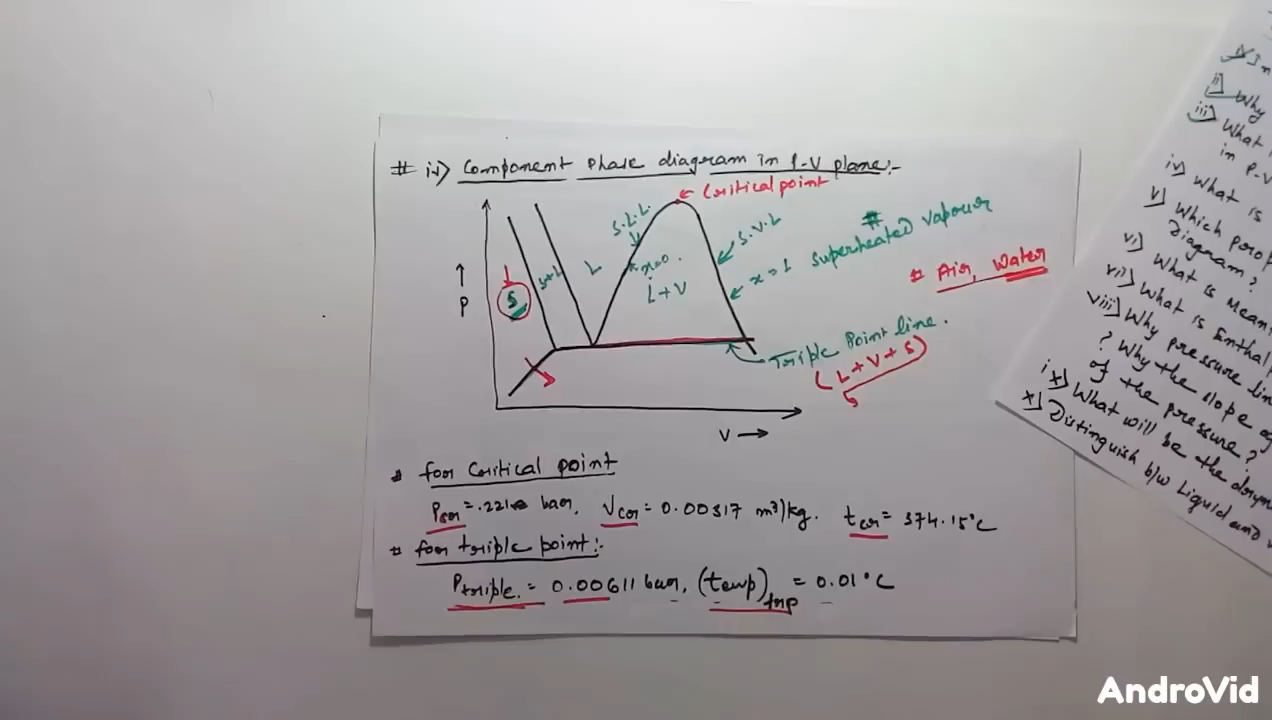 # iv) Component Phase diagram in P-V plane:-
Critical point
S.L.L.
S.V.L
# superheated vapour
# Air, Water
P
S
S+L
L
x=0.
L+V
x=1
Triple Point line.
(L+V+S)
V
* for Critical point
Pcr = .221 bar, Vcr = 0.00317 m³/kg. tcr = 374.15°C
* for triple point:-
Ptriple. = 0.00611 bar, (temp)trip = 0.01°C
ii) Why
iii) What
in P-V
iv) What is
v) Which prop
diagram?
vi) What is mean
vii) What is Enthal
viii) Why pressure lin
? Why the slope of
of the pressure?
ix) What will be the
x) Distinguish b/w Liquid and
AndroVid